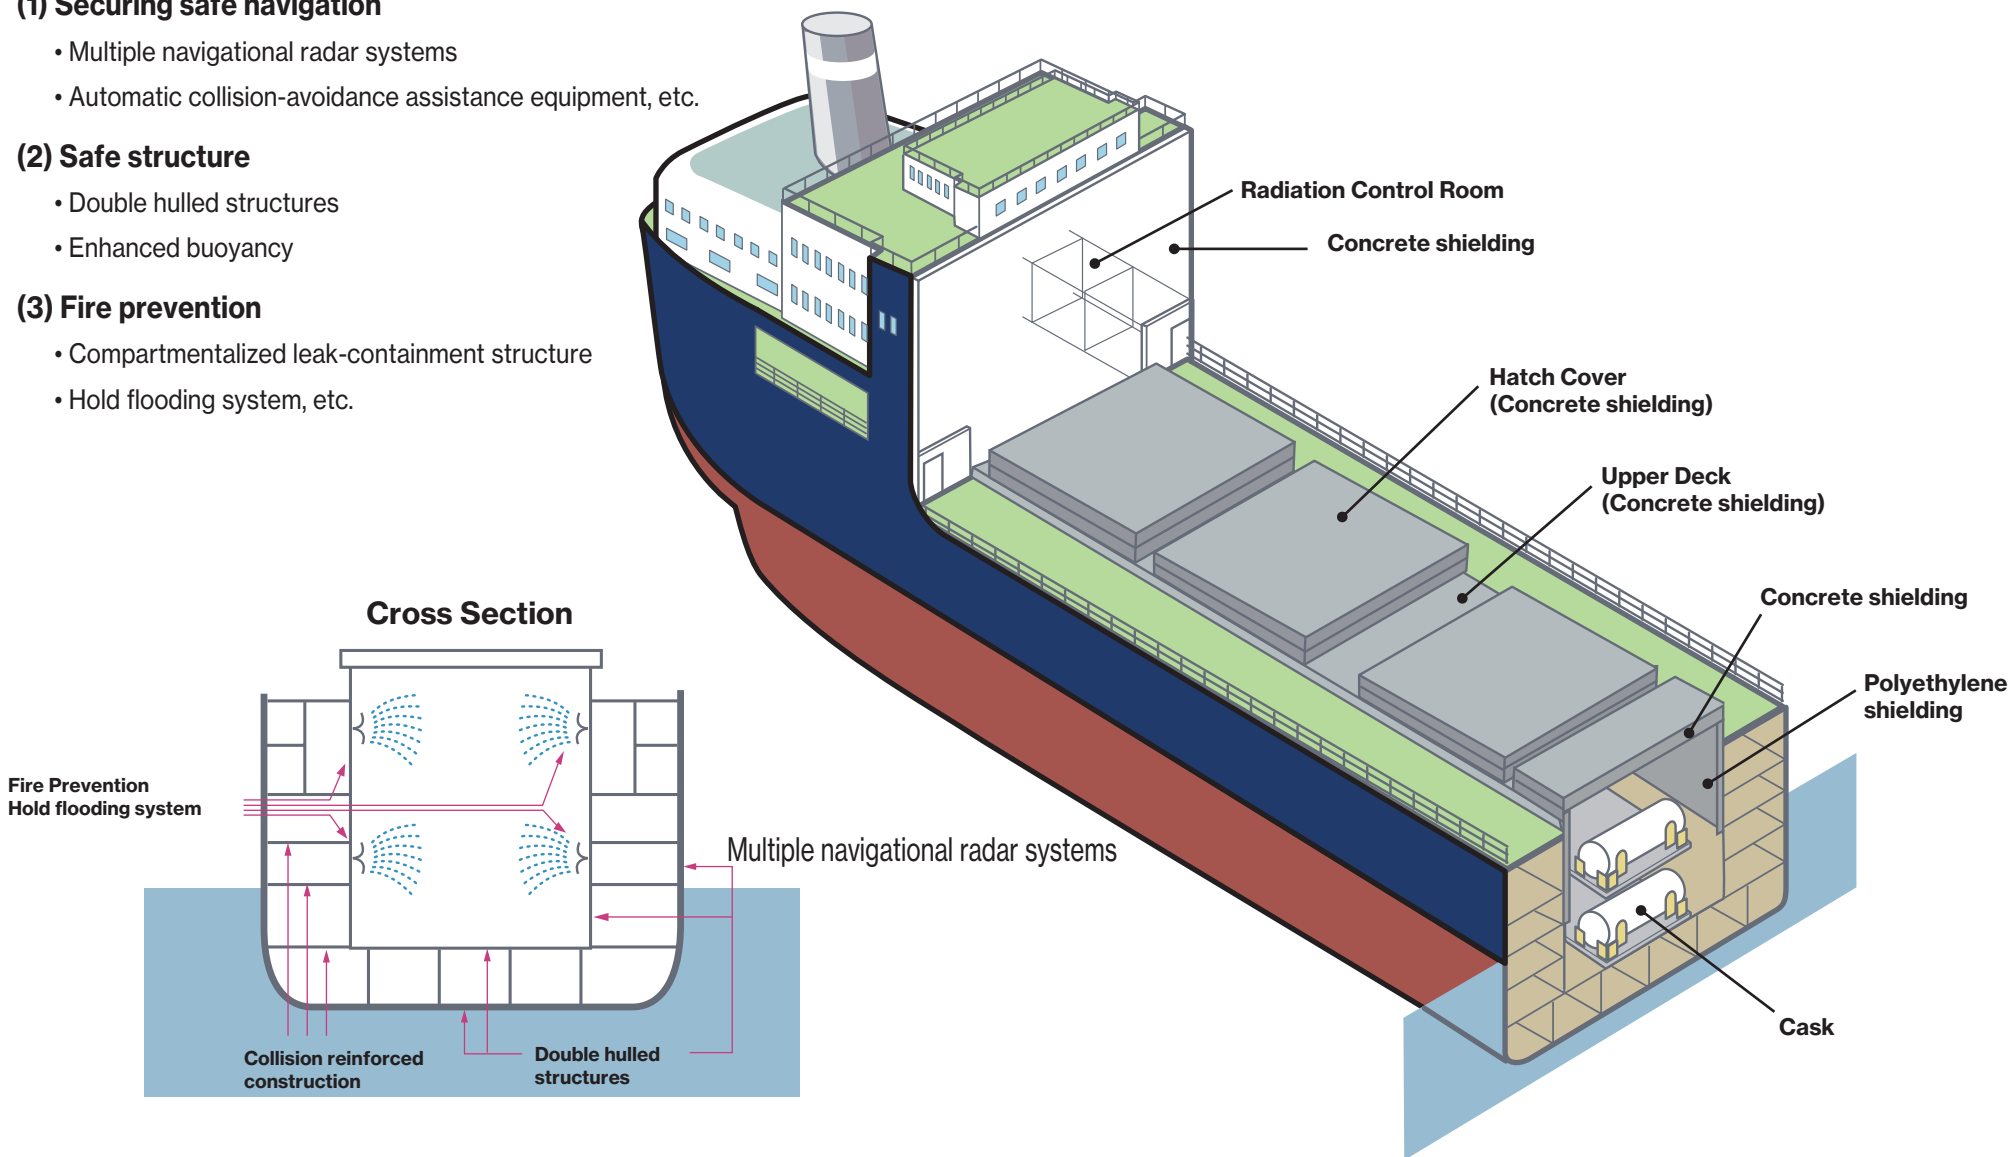 (1) Securing safe navigation
• Multiple navigational radar systems
• Automatic collision-avoidance assistance equipment, etc.
(2) Safe structure
• Double hulled structures
• Enhanced buoyancy
(3) Fire prevention
• Compartmentalized leak-containment structure
• Hold flooding system, etc.
Radiation Control Room
Concrete shielding
Hatch Cover
(Concrete shielding)
Upper Deck
(Concrete shielding)
Concrete shielding
Polyethylene
shielding
Cask
Cross Section
Fire Prevention
Hold flooding system
Multiple navigational radar systems
Collision reinforced
construction
Double hulled
structures